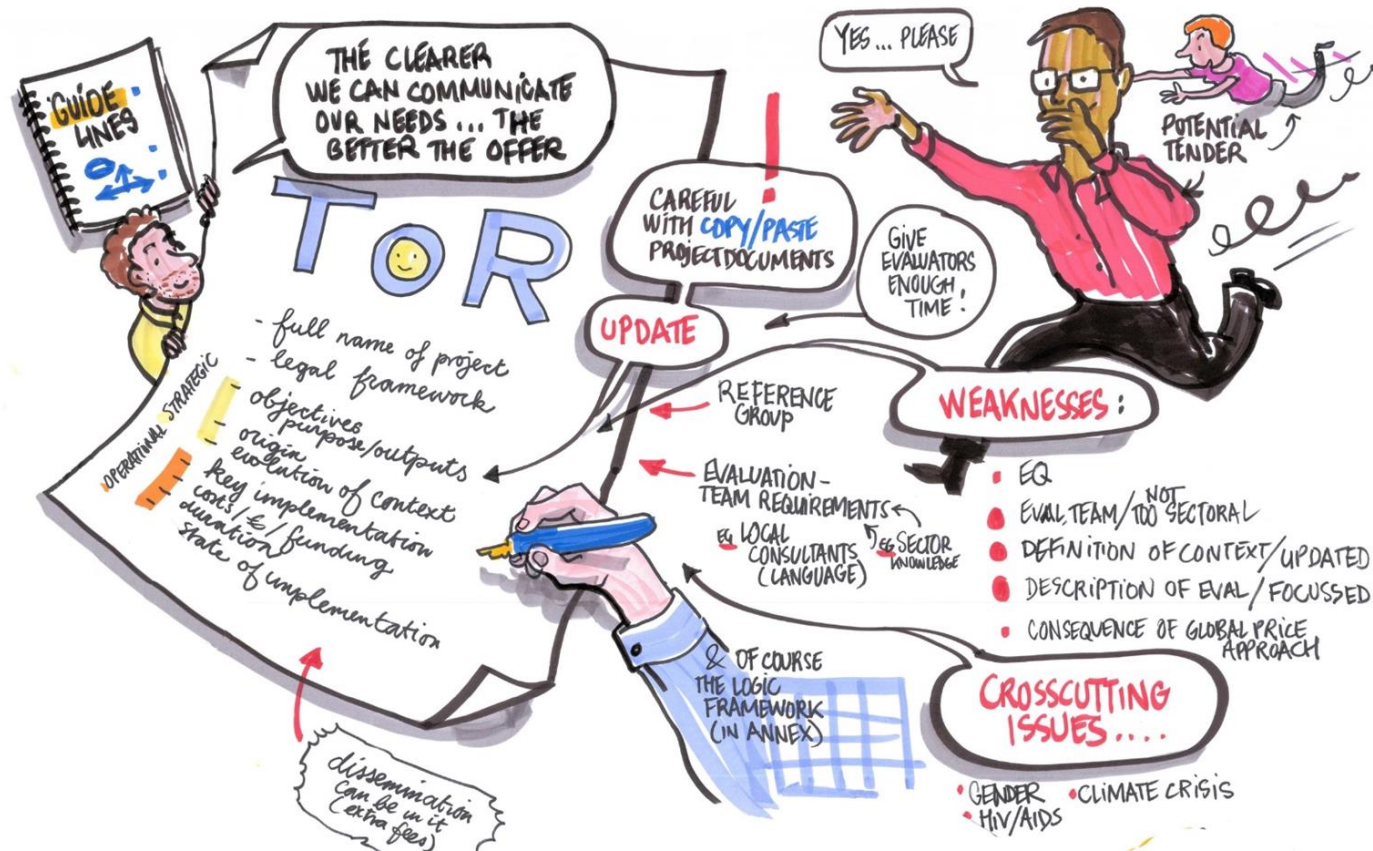 GUIDE
LINES
THE CLEARER
WE CAN COMMUNICATE
OUR NEEDS ... THE
BETTER THE OFFER
YES ... PLEASE
POTENTIAL
TENDER
CAREFUL
WITH COPY/PASTE
PROJECTDOCUMENTS
GIVE
EVALUATORS
ENOUGH
TIME!
ToR
UPDATE
- full name of project
- legal framework
OPERATIONAL STRATEGIC
- objectives
purpose/outputs
- origin
- evolution of context
- key implementation
- costs/€/funding
- duration
- state of implementation
REFERENCE
GROUP
EVALUATION-
TEAM REQUIREMENTS
EG LOCAL
CONSULTANTS
(LANGUAGE)
EG SECTOR
KNOWLEDGE
WEAKNESSES:
EQ
EVAL TEAM/NOT TOO SECTORAL
DEFINITION OF CONTEXT/UPDATED
DESCRIPTION OF EVAL/FOCUSSED
CONSEQUENCE OF GLOBAL PRICE
APPROACH
& OF COURSE
THE LOGIC
FRAMEWORK
(IN ANNEX)
CROSSCUTTING
ISSUES....
GENDER
CLIMATE CRISIS
HIV/AIDS
dissemination
can be in it
(extra fees)